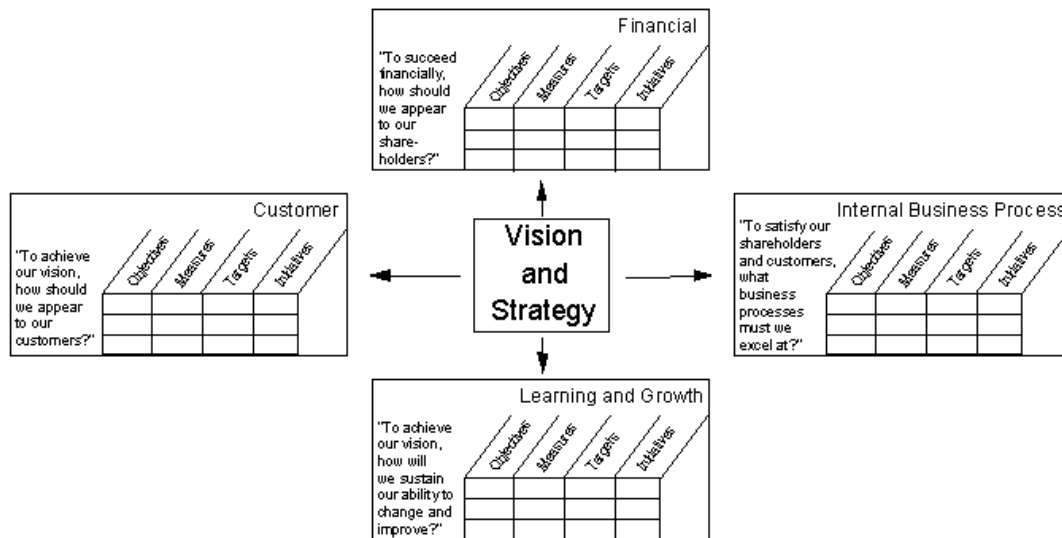 Financial
"To succeed
financially,
how should
we appear
to our
share-
holders?"
Objectives
Measures
Targets
Initiatives
Customer
"To achieve
our vision,
how should
we appear
to our
customers?"
Objectives
Measures
Targets
Initiatives
Vision
and
Strategy
Internal Business Process
"To satisfy our
shareholders
and customers,
what
business
processes
must we
excel at?"
Objectives
Measures
Targets
Initiatives
Learning and Growth
"To achieve
our vision,
how will
we sustain
our ability to
change and
improve?"
Objectives
Measures
Targets
Initiatives